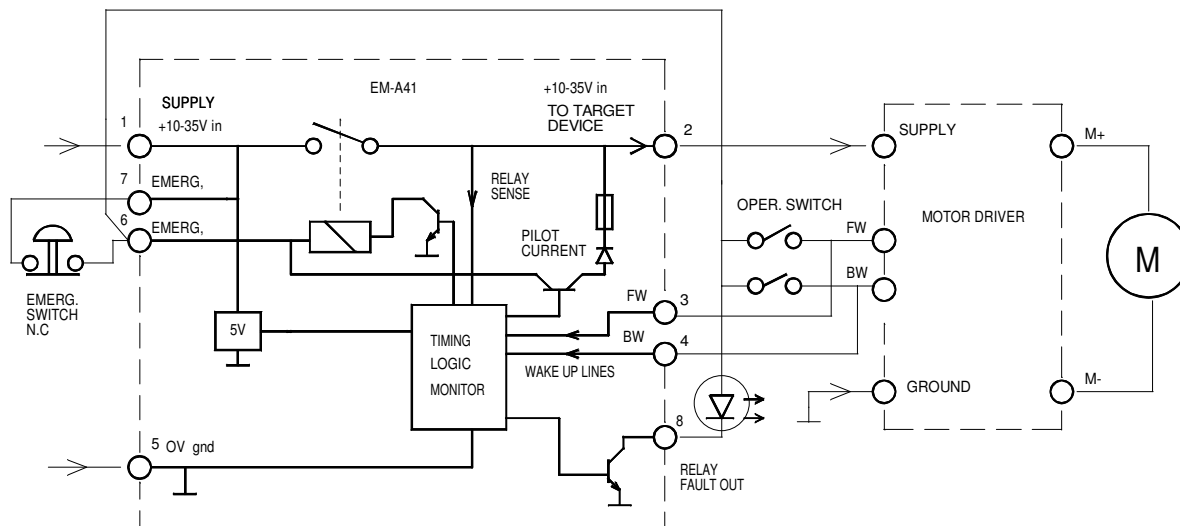 EM-A41
SUPPLY
+10-35V in
+10-35V in
TO TARGET
DEVICE
1
2
7
EMERG,
6
EMERG,
RELAY
SENSE
PILOT
CURRENT
EMERG.
SWITCH
N.C
5V
TIMING
LOGIC
MONITOR
FW
3
BW
4
WAKE UP LINES
5
OV gnd
8
RELAY
FAULT OUT
OPER. SWITCH
SUPPLY
MOTOR DRIVER
FW
BW
GROUND
M+
M
M-